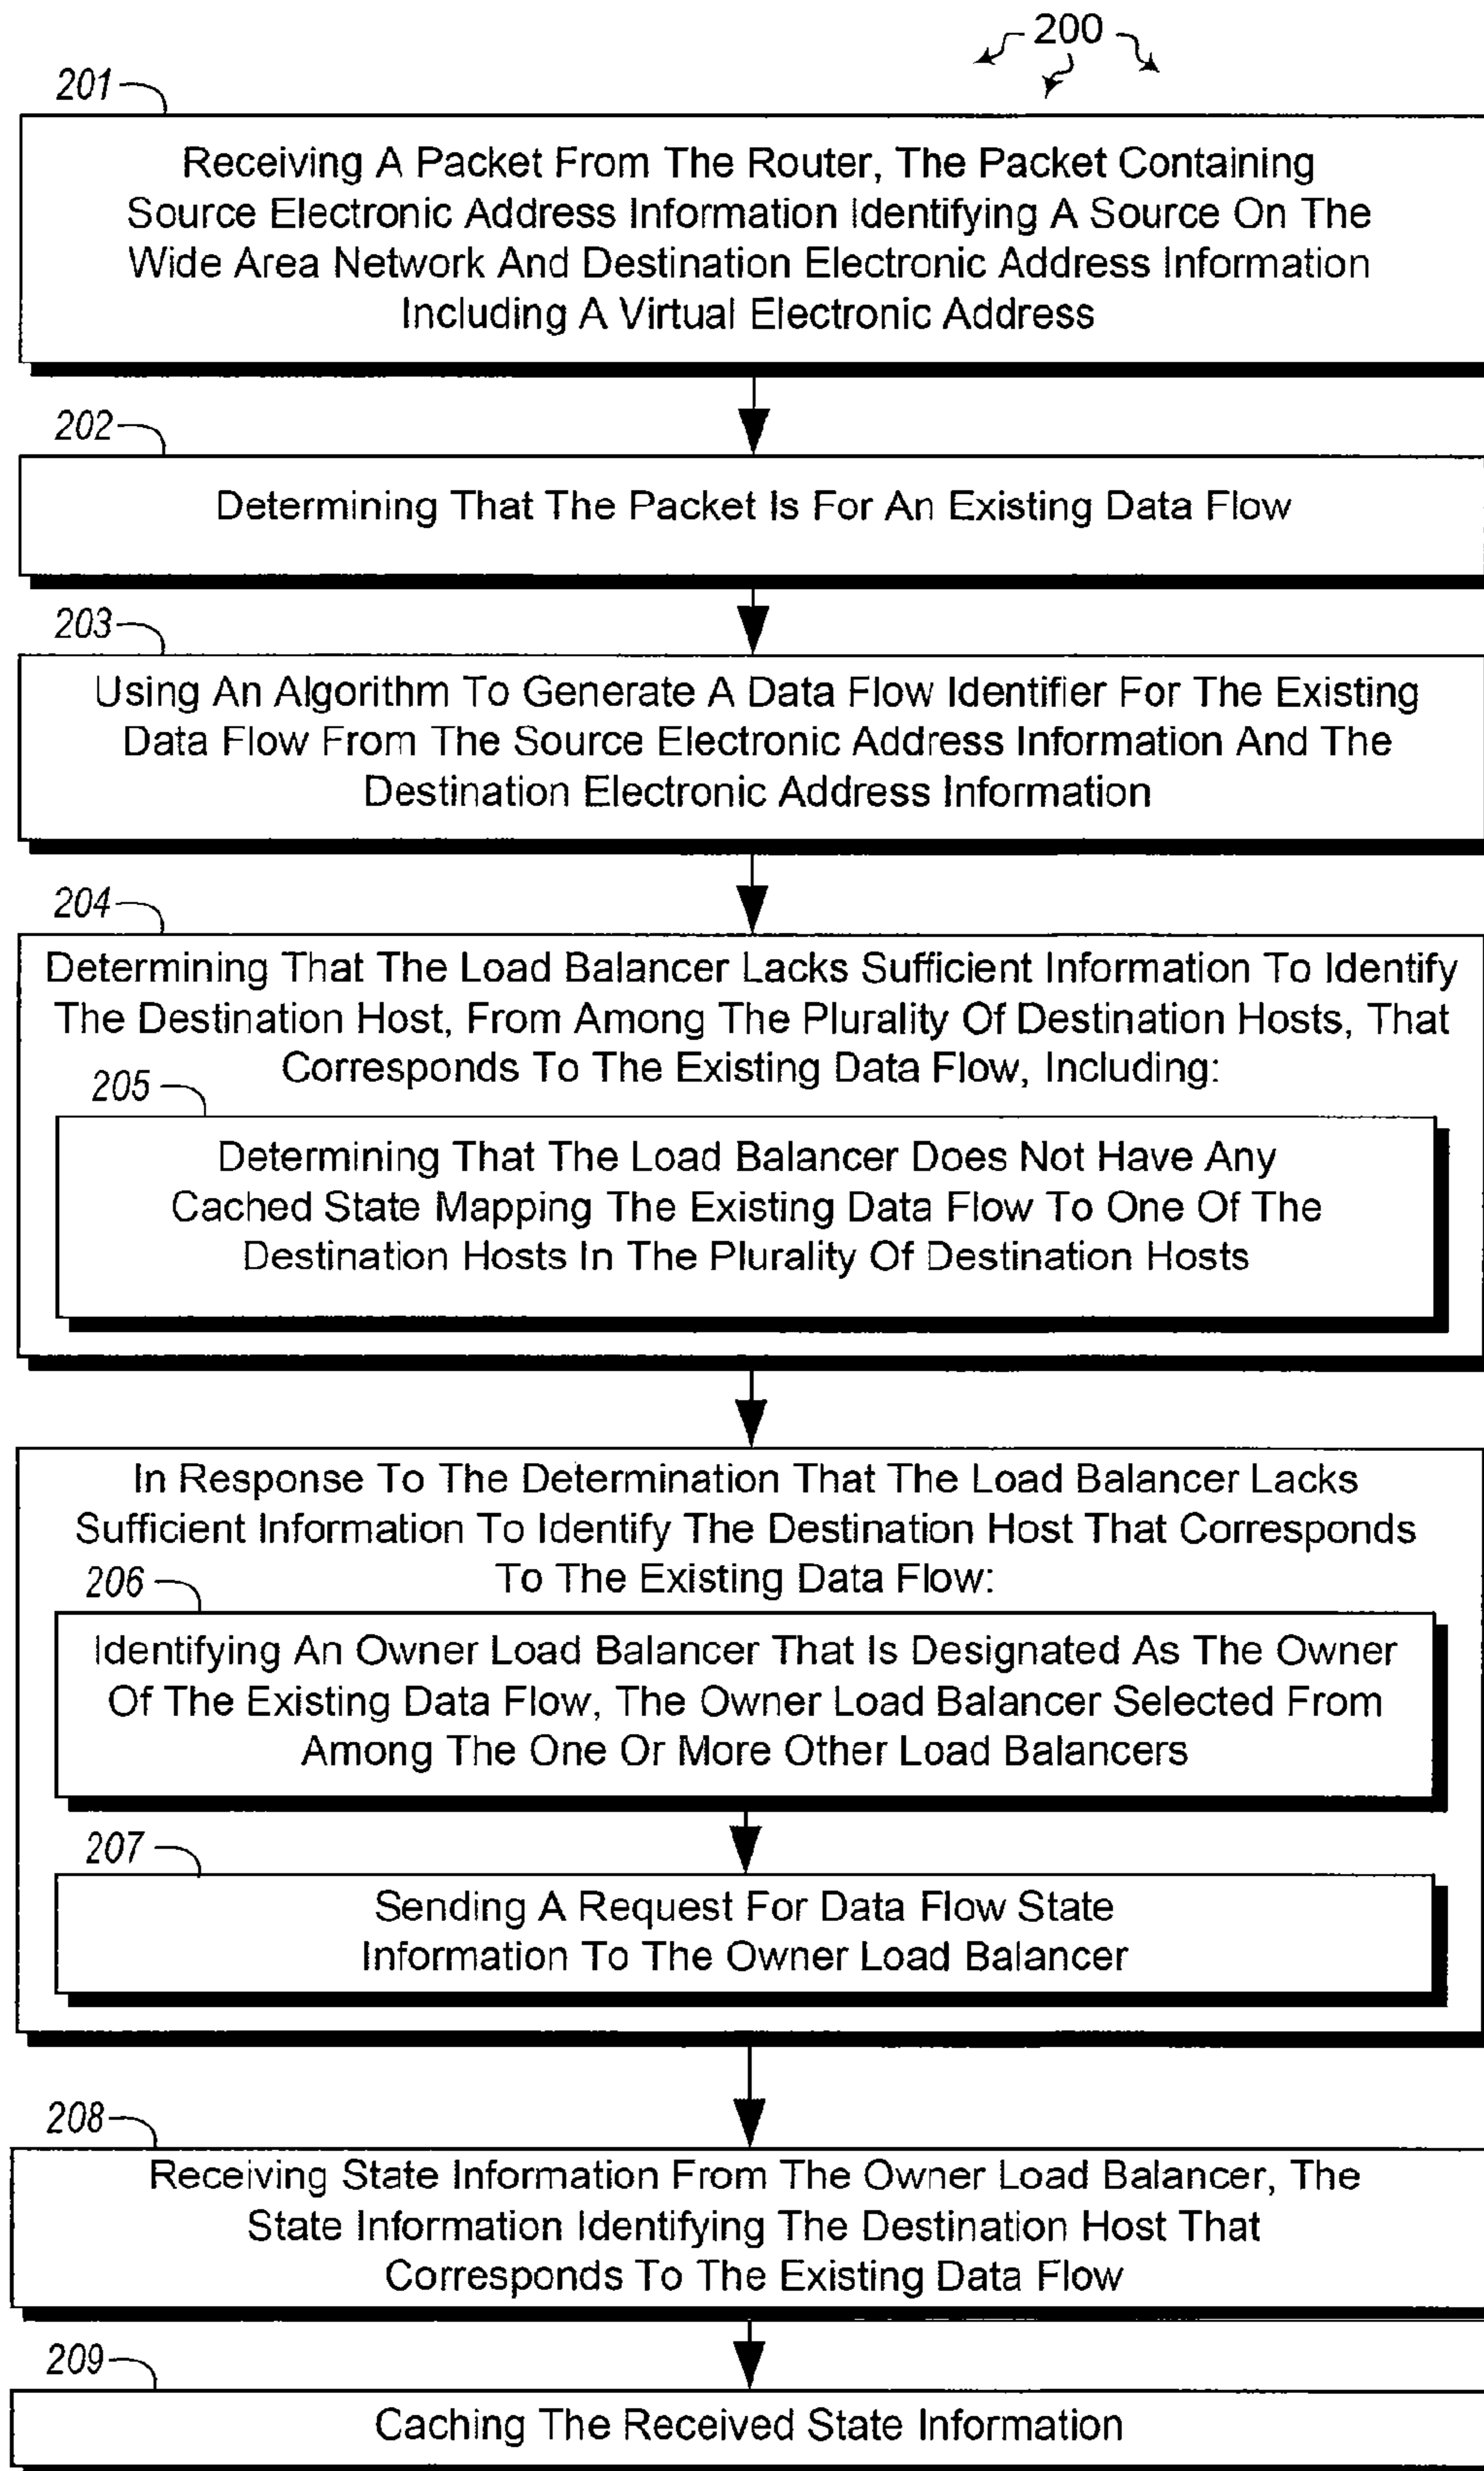 200
201
Receiving A Packet From The Router, The Packet Containing
Source Electronic Address Information Identifying A Source On The
Wide Area Network And Destination Electronic Address Information
Including A Virtual Electronic Address
202
Determining That The Packet Is For An Existing Data Flow
203
Using An Algorithm To Generate A Data Flow Identifier For The Existing
Data Flow From The Source Electronic Address Information And The
Destination Electronic Address Information
204
Determining That The Load Balancer Lacks Sufficient Information To Identify
The Destination Host, From Among The Plurality Of Destination Hosts, That
Corresponds To The Existing Data Flow, Including:
205
Determining That The Load Balancer Does Not Have Any
Cached State Mapping The Existing Data Flow To One Of The
Destination Hosts In The Plurality Of Destination Hosts
In Response To The Determination That The Load Balancer Lacks
Sufficient Information To Identify The Destination Host That Corresponds
To The Existing Data Flow:
206
Identifying An Owner Load Balancer That Is Designated As The Owner
Of The Existing Data Flow, The Owner Load Balancer Selected From
Among The One Or More Other Load Balancers
207
Sending A Request For Data Flow State
Information To The Owner Load Balancer
208
Receiving State Information From The Owner Load Balancer, The
State Information Identifying The Destination Host That
Corresponds To The Existing Data Flow
209
Caching The Received State Information